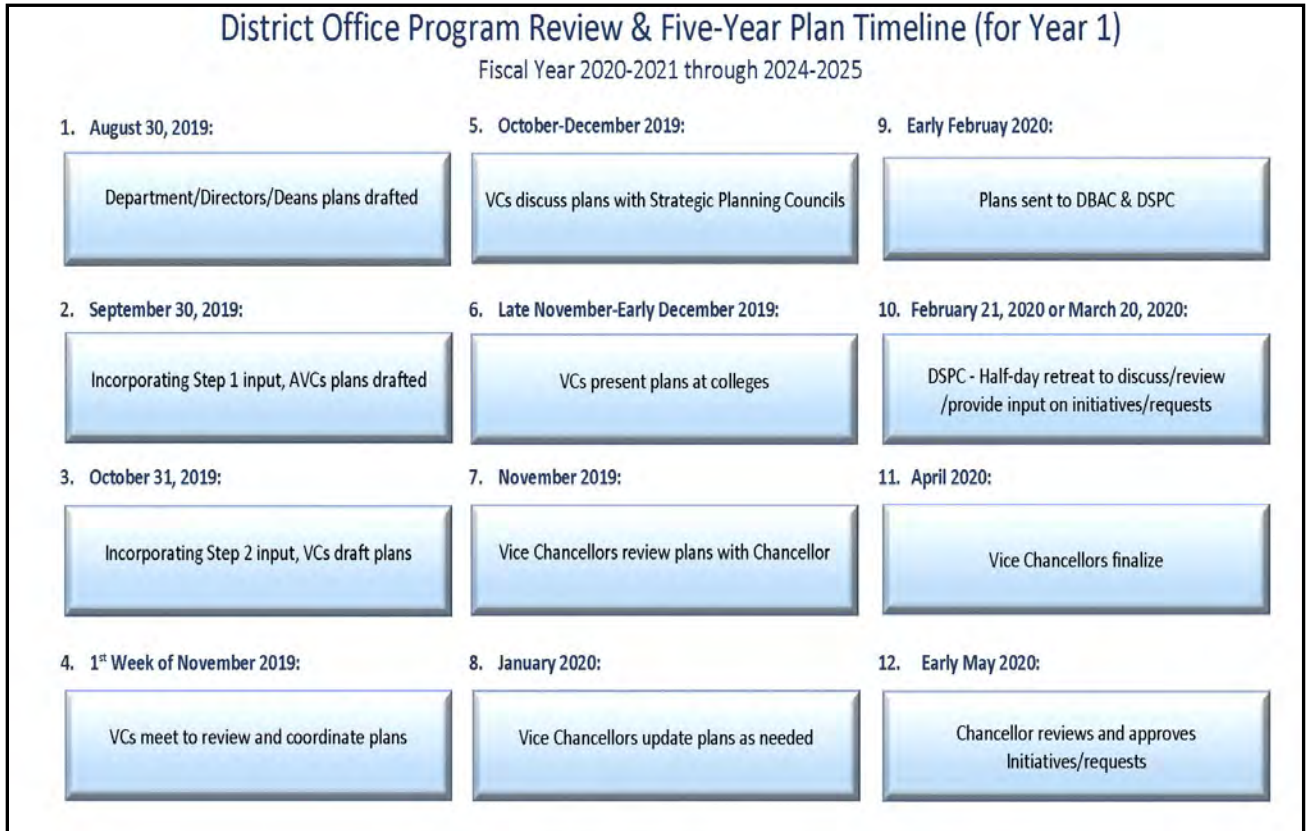 District Office Program Review & Five-Year Plan Timeline (for Year 1)
Fiscal Year 2020-2021 through 2024-2025
1. August 30, 2019:
Department/Directors/Deans plans drafted
2. September 30, 2019:
Incorporating Step 1 input, AVCs plans drafted
3. October 31, 2019:
Incorporating Step 2 input, VCs draft plans
4. 1st Week of November 2019:
VCs meet to review and coordinate plans
5. October-December 2019:
VCs discuss plans with Strategic Planning Councils
6. Late November-Early December 2019:
VCs present plans at colleges
7. November 2019:
Vice Chancellors review plans with Chancellor
8. January 2020:
Vice Chancellors update plans as needed
9. Early Februay 2020:
Plans sent to DBAC & DSPC
10. February 21, 2020 or March 20, 2020:
DSPC - Half-day retreat to discuss/review
/provide input on initiatives/requests
11. April 2020:
Vice Chancellors finalize
12. Early May 2020:
Chancellor reviews and approves
Initiatives/requests